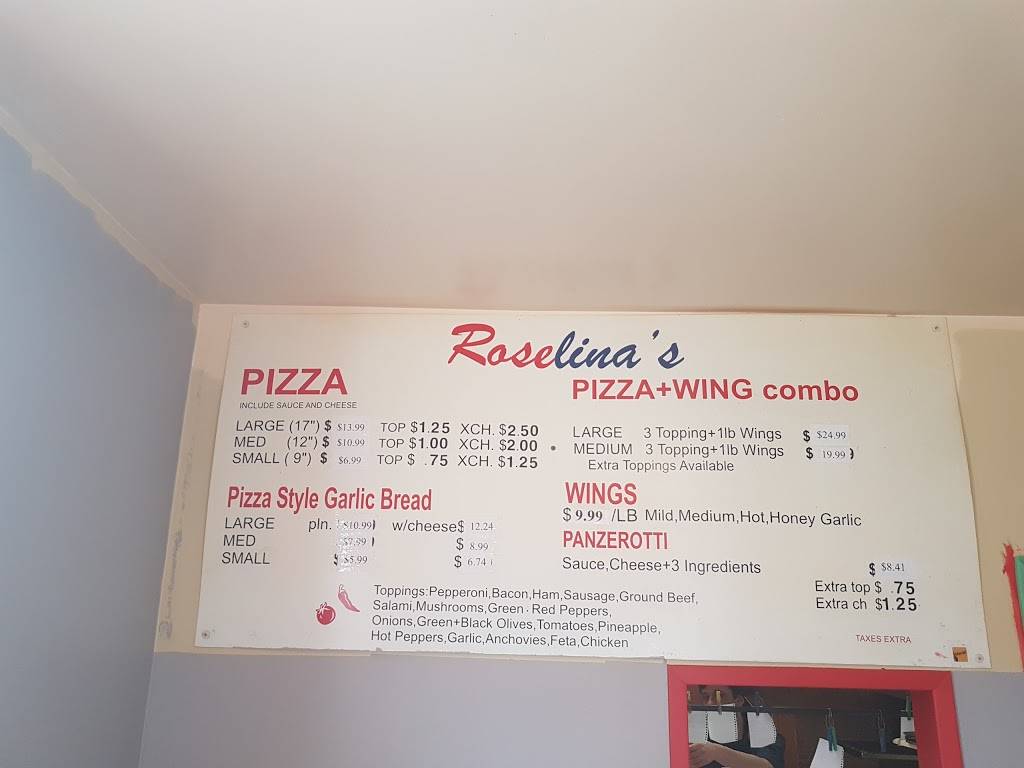 Roselina's
PIZZA
INCLUDE SAUCE AND CHEESE
LARGE (17") $ $13.99 TOP $1.25 XCH. $2.50
MED (12") $ $10.99 TOP $1.00 XCH. $2.00
SMALL ( 9") $ $6.99 TOP $ .75 XCH. $1.25
Pizza Style Garlic Bread
LARGE pln. $10.99 w/cheese$ 12.24
MED $7.99 $ 8.99
SMALL $ $5.99 $ 6.74
PIZZA+WING combo
LARGE 3 Topping+1lb Wings $ $24.99
MEDIUM 3 Topping+1lb Wings $ 19.99
Extra Toppings Available
WINGS
$ 9.99 /LB Mild,Medium,Hot,Honey Garlic
PANZEROTTI
Sauce,Cheese+3 Ingredients $ $8.41
Extra top $ .75
Extra ch $1.25
Toppings:Pepperoni,Bacon,Ham,Sausage,Ground Beef,
Salami,Mushrooms,Green · Red Peppers,
Onions,Green+Black Olives,Tomatoes,Pineapple,
Hot Peppers,Garlic,Anchovies,Feta,Chicken
TAXES EXTRA